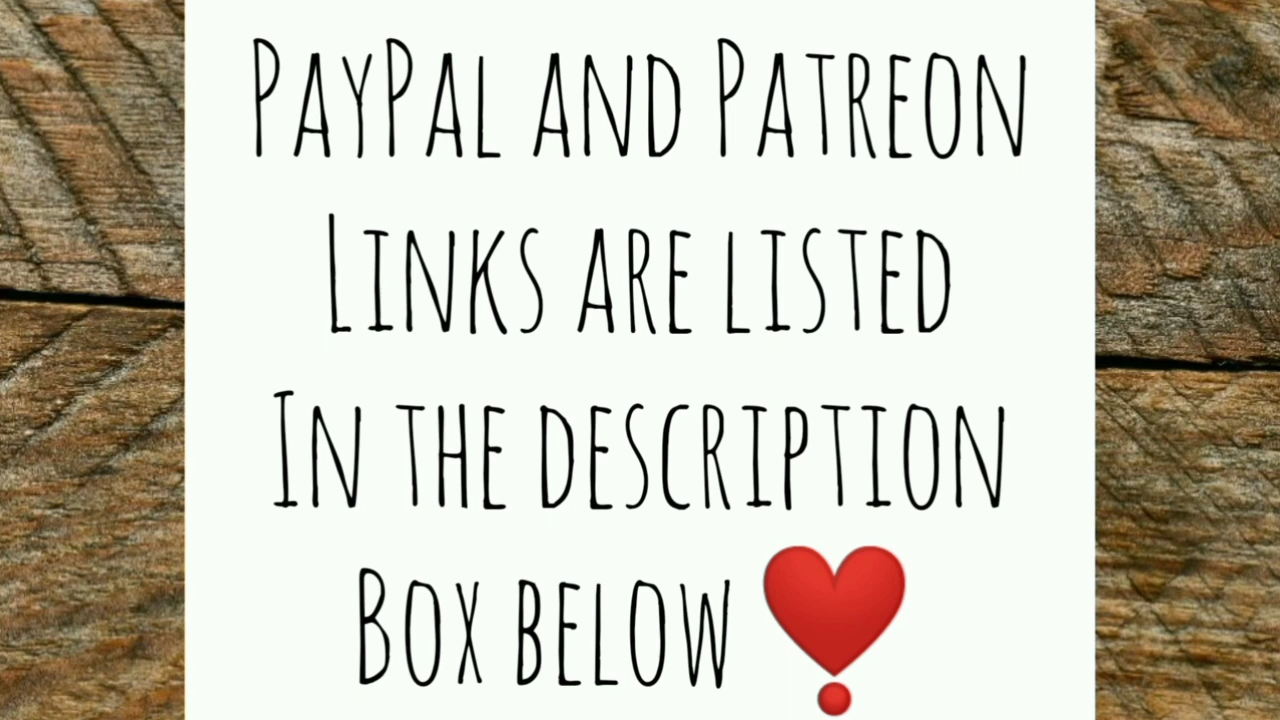 PayPal and Patreon
Links are listed
In the description
Box below ❣